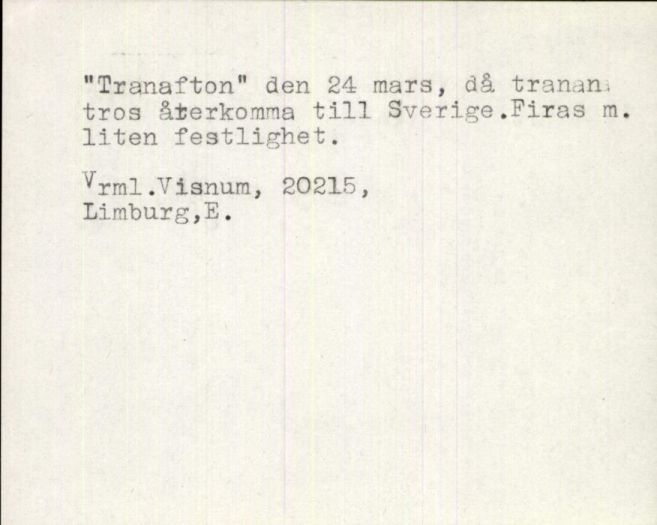 "Tranafton" den 24 mars, då tranan
tros återkomma till Sverige.Firas m.
liten festlighet.
Vrml.Visnum, 20215,
Limburg,E.